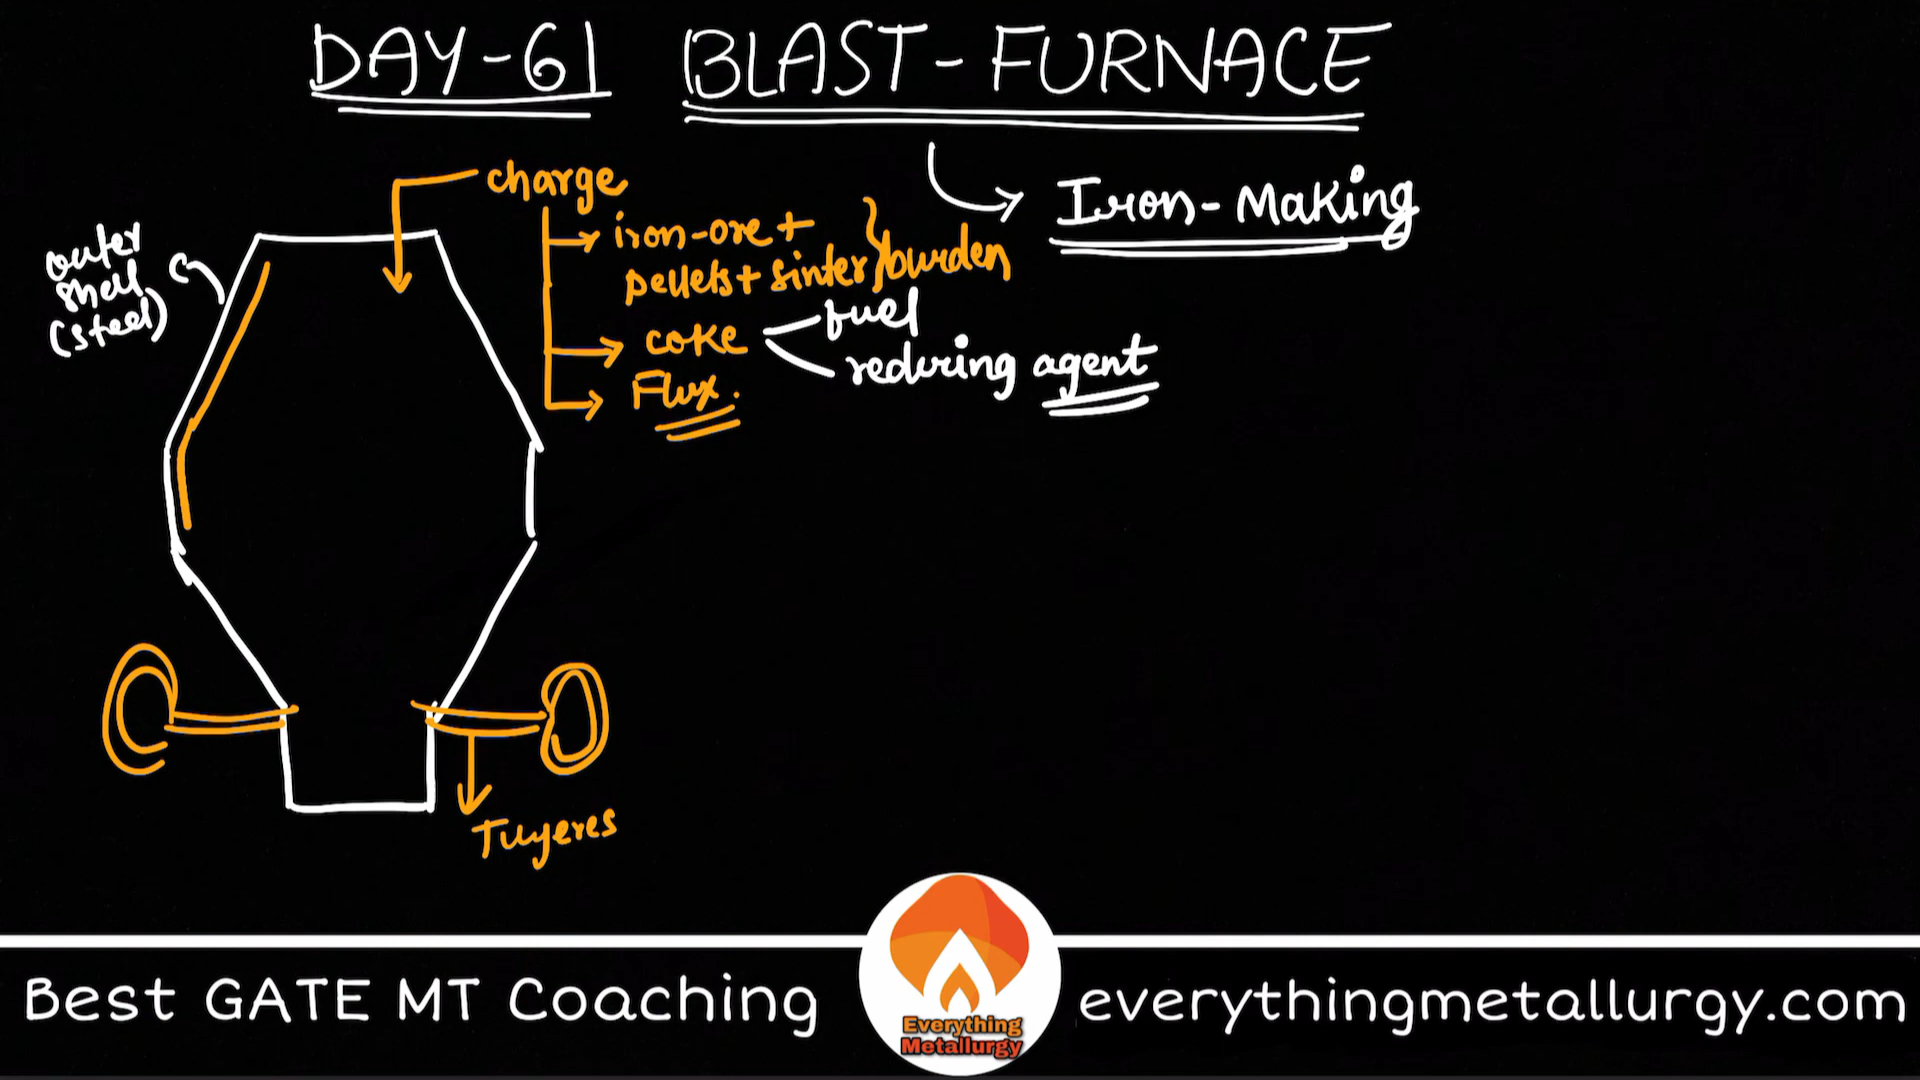 DAY-61 BLAST-FURNACE
Iron-Making
charge
iron-ore +
pellets + sinter } burden
coke
fuel
reducing agent
Flux.
outer
shell
(steel)
Tuyeres
Best GATE MT Coaching
Everything
Metallurgy
everythingmetallurgy.com